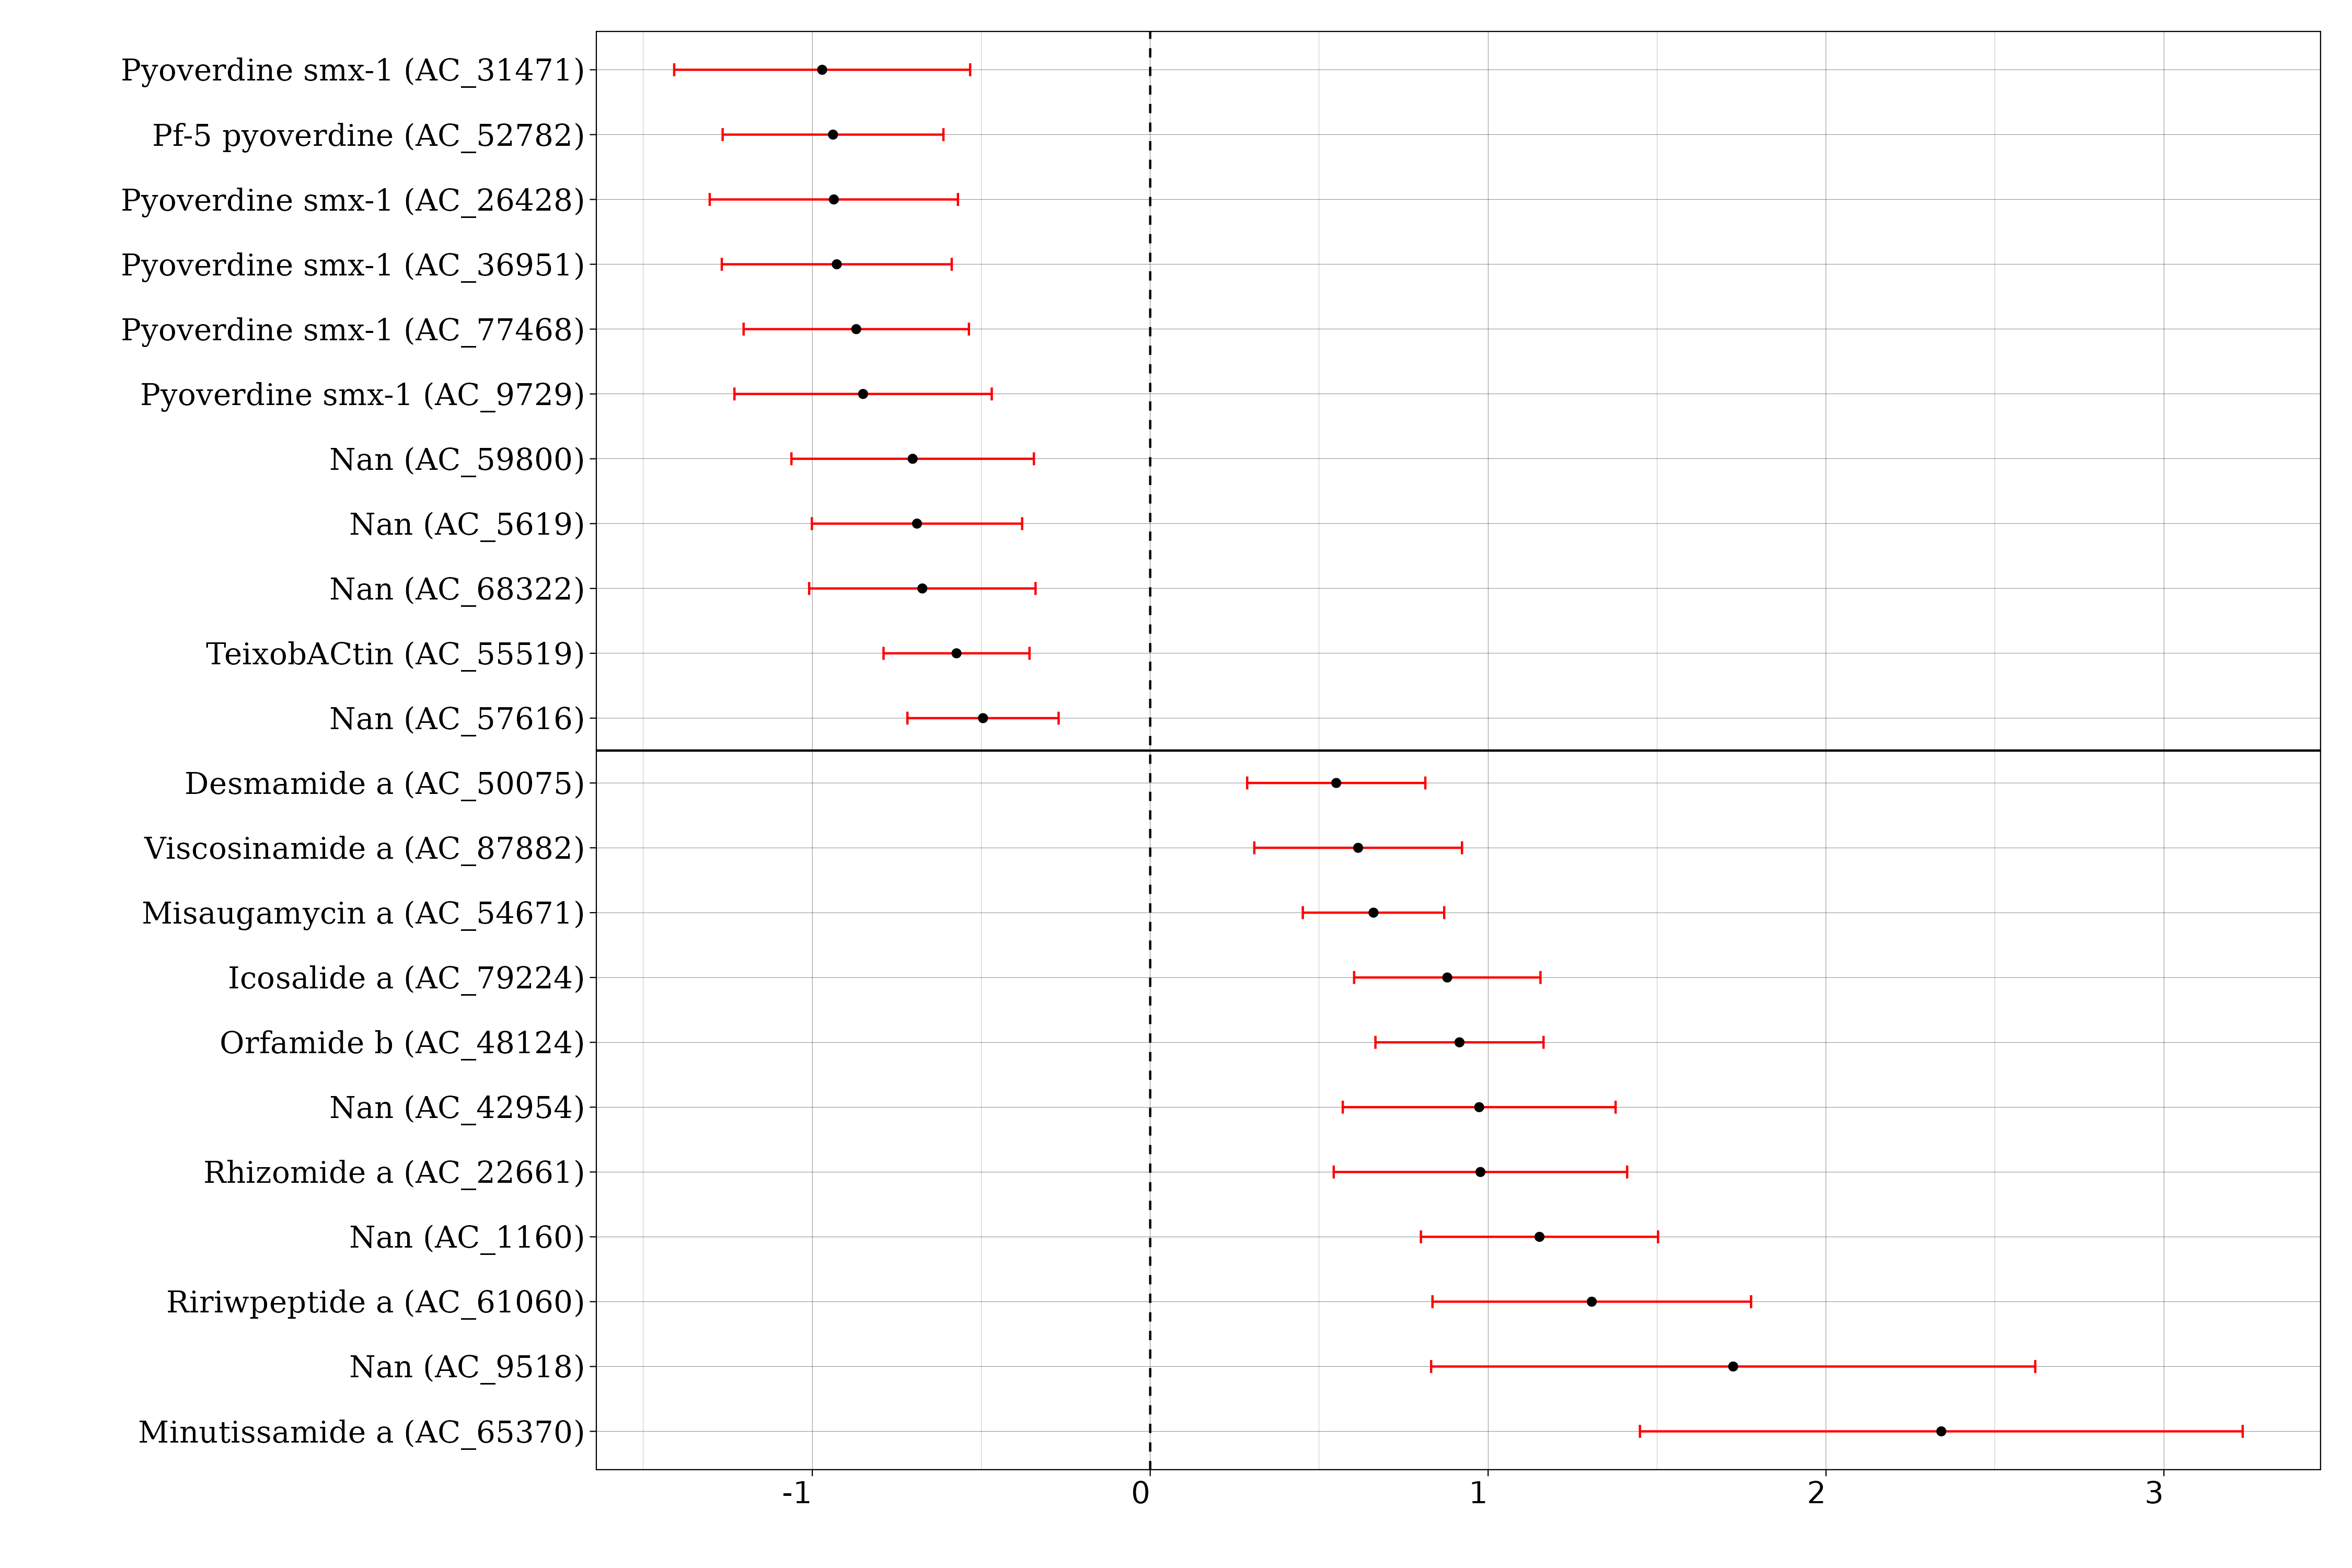 Pyoverdine smx-1 (AC_31471)
Pf-5 pyoverdine (AC_52782)
Pyoverdine smx-1 (AC_26428)
Pyoverdine smx-1 (AC_36951)
Pyoverdine smx-1 (AC_77468)
Pyoverdine smx-1 (AC_9729)
Nan (AC_59800)
Nan (AC_5619)
Nan (AC_68322)
TeixobACtin (AC_55519)
Nan (AC_57616)
Desmamide a (AC_50075)
Viscosinamide a (AC_87882)
Misaugamycin a (AC_54671)
Icosalide a (AC_79224)
Orfamide b (AC_48124)
Nan (AC_42954)
Rhizomide a (AC_22661)
Nan (AC_1160)
Ririwpeptide a (AC_61060)
Nan (AC_9518)
Minutissamide a (AC_65370)
-1 0 1 2 3